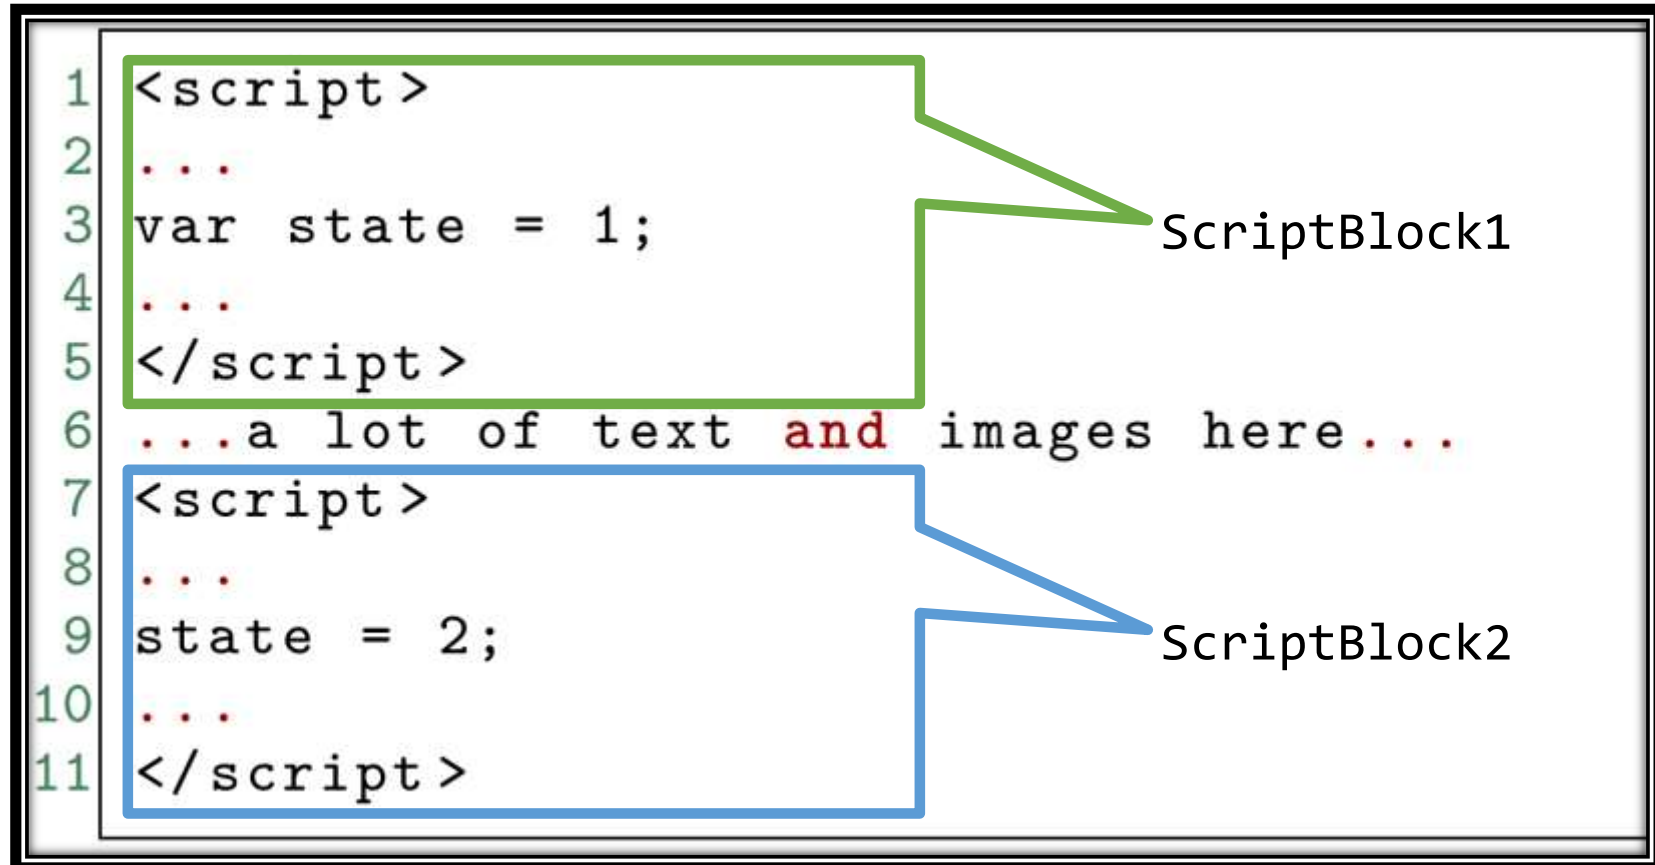 1 <script>
2 ...
3 var state = 1;
ScriptBlock1
4 ...
5 </script>
6 ...a lot of text and images here...
7 <script>
8 ...
9 state = 2;
ScriptBlock2
10 ...
11 </script>